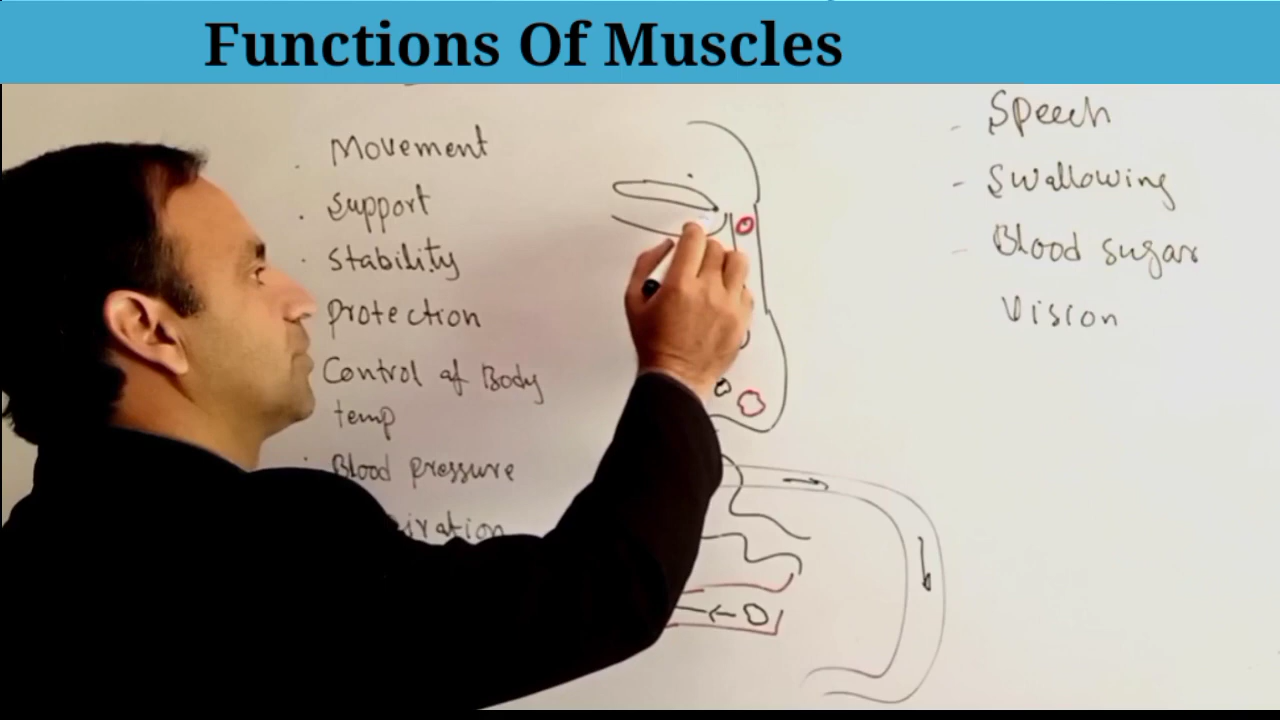 Functions Of Muscles
Movement
Support
Stability
Protection
Control of Body
temp
Blood pressure
Speech
Swallowing
Blood sugar
Vision